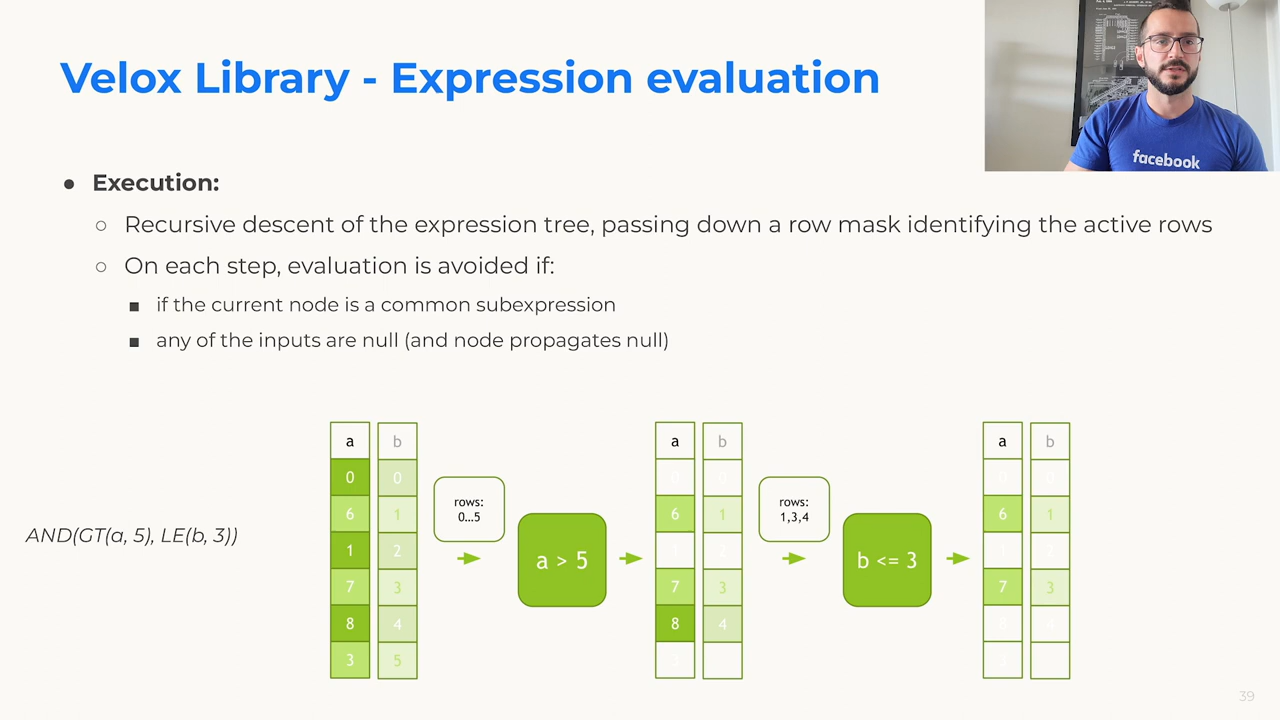 Velox Library - Expression evaluation
facebook
● Execution:
○ Recursive descent of the expression tree, passing down a row mask identifying the active rows
○ On each step, evaluation is avoided if:
■ if the current node is a common subexpression
■ any of the inputs are null (and node propagates null)
AND(GT(a, 5), LE(b, 3))
a b
0 0
6 1
1 2
7 3
8 4
3 5
rows:
0...5
a > 5
a b
6 1
7 3
8 4
rows:
1,3,4
b <= 3
a b
6 1
7 3
39